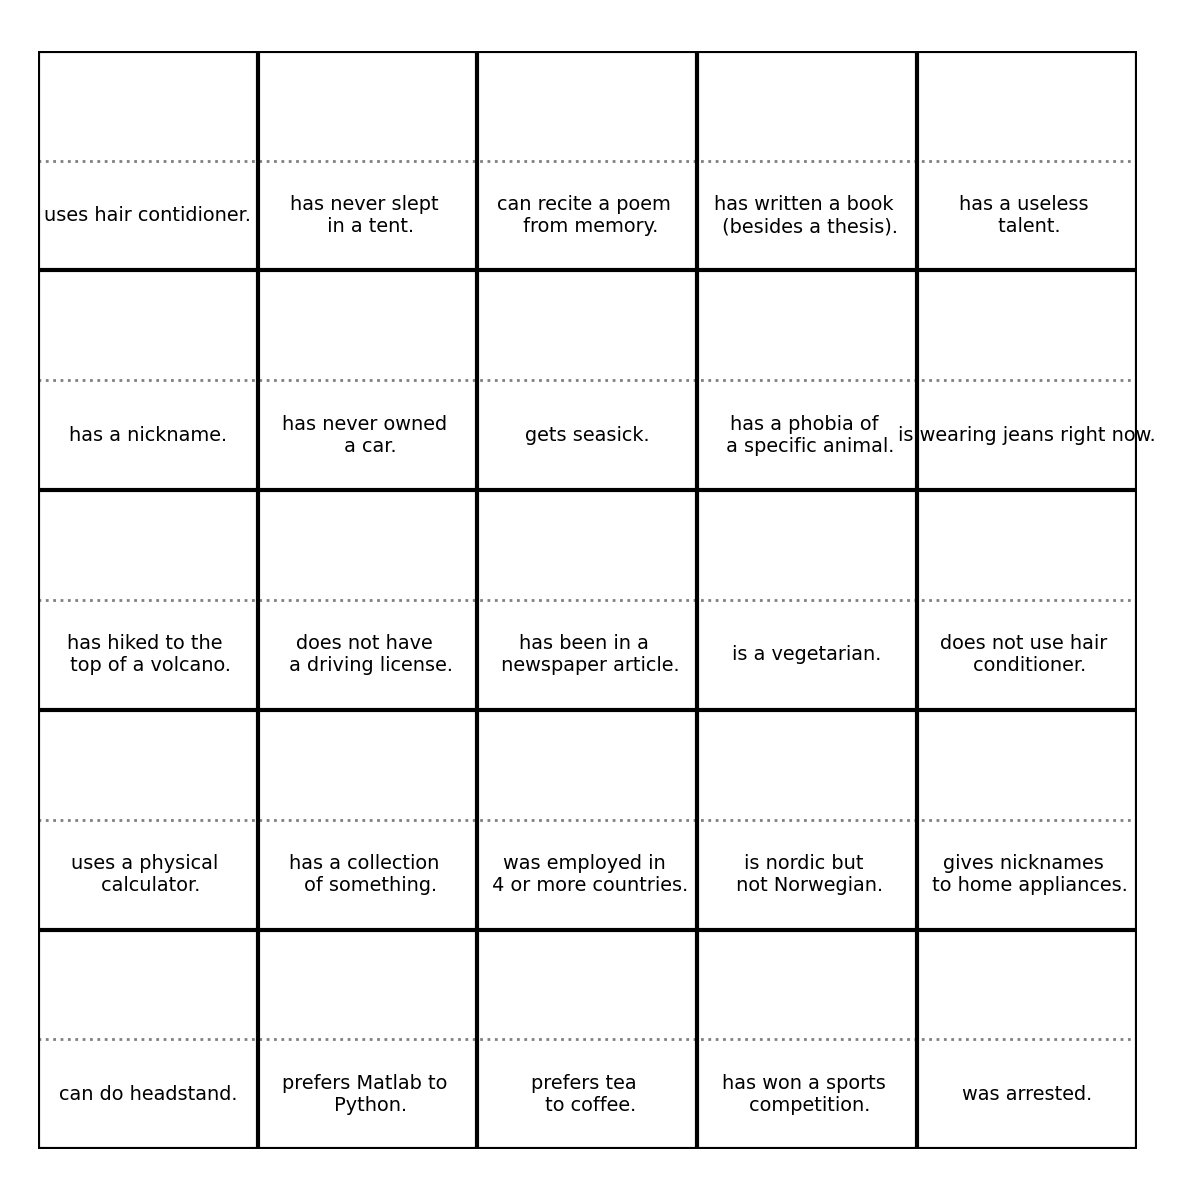 uses hair contidioner.
has never slept
in a tent.
can recite a poem
from memory.
has written a book
(besides a thesis).
has a useless
talent.
has a nickname.
has never owned
a car.
gets seasick.
has a phobia of
a specific animal.
is wearing jeans right now.
has hiked to the
top of a volcano.
does not have
a driving license.
has been in a
newspaper article.
is a vegetarian.
does not use hair
conditioner.
uses a physical
calculator.
has a collection
of something.
was employed in
4 or more countries.
is nordic but
not Norwegian.
gives nicknames
to home appliances.
can do headstand.
prefers Matlab to
Python.
prefers tea
to coffee.
has won a sports
competition.
was arrested.